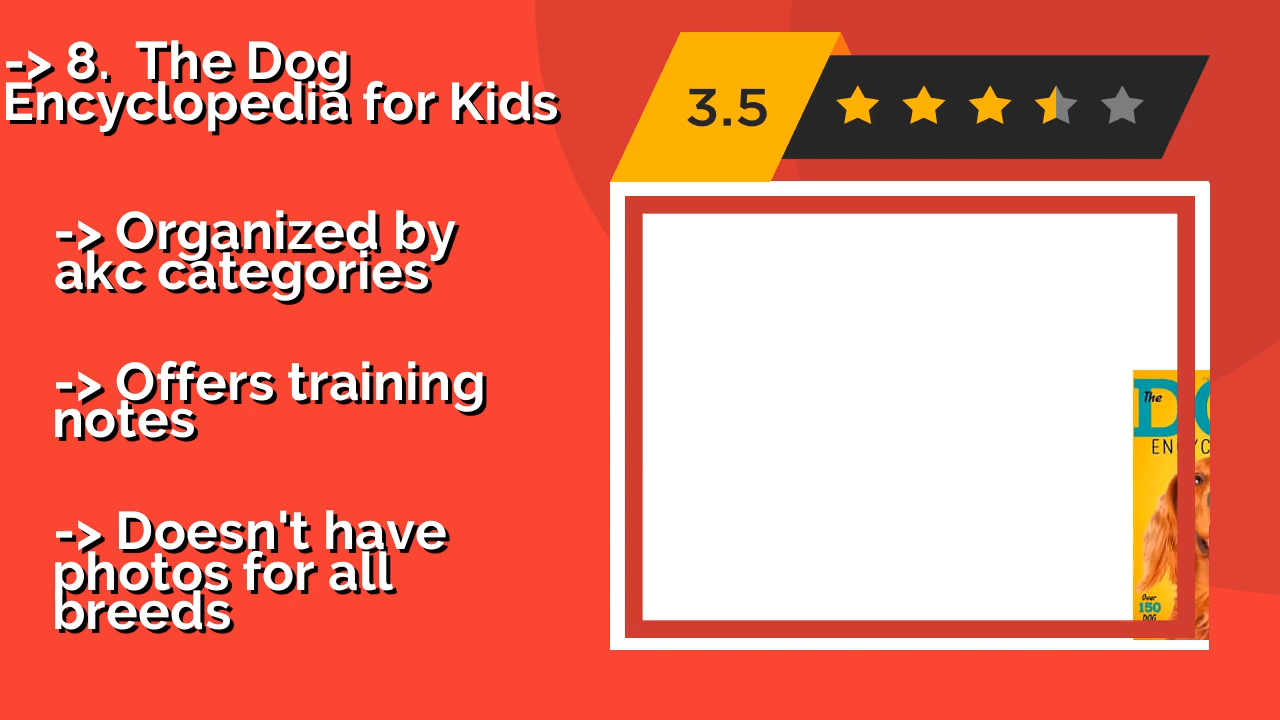 -> 8.  The Dog
Encyclopedia for Kids
3.5
-> Organized by
akc categories
-> Offers training
notes
-> Doesn't have
photos for all
breeds
The
Over
150
DOG